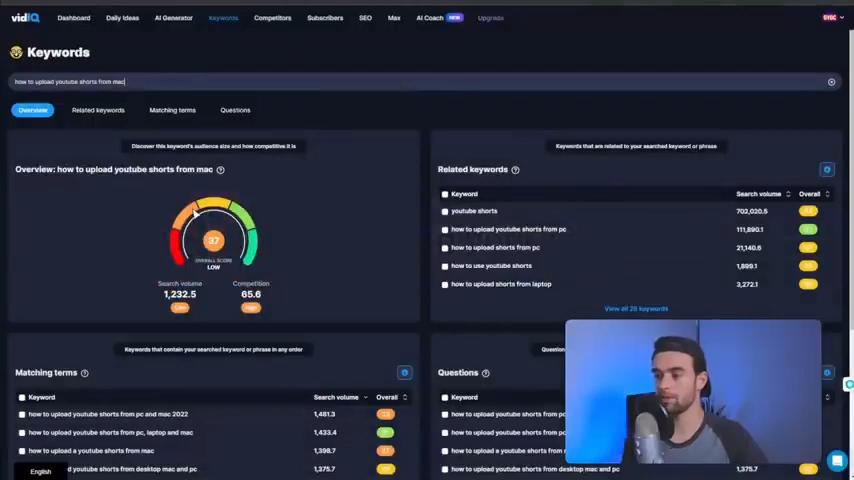 vidIQ Dashboard Daily Ideas AI Generator Keywords Competitors Subscribers SEO Max AI Coach NEW Upgrade
Keywords
how to upload youtube shorts from mac
Overview Related keywords Matching terms Questions
Discover this keyword's audience size and how competitive it is
Overview: how to upload youtube shorts from mac
37
OVERALL SCORE
LOW
Search volume Competition
1,232.5 65.6
Low High
Keywords that are related to your searched keyword or phrase
Related keywords
Keyword Search volume Overall
youtube shorts 702,020.5
how to upload youtube shorts from pc 111,890.1
how to upload shorts from pc 21,140.6
how to use youtube shorts 1,899.1
how to upload shorts from laptop 3,272.1
View all 28 keywords
Keywords that contain your searched keyword or phrase in any order
Matching terms
Keyword Search volume Overall
how to upload youtube shorts from pc and mac 2022 1,481.3
how to upload youtube shorts from pc, laptop and mac 1,433.4
how to upload a youtube shorts from mac 1,398.7
youtube shorts from desktop mac and pc 1,375.7
English
Questions
Keyword
how to upload youtube shorts from pc
how to upload youtube shorts from pc
how to upload a youtube shorts from
how to upload youtube shorts from desktop mac and pc 1,375.7